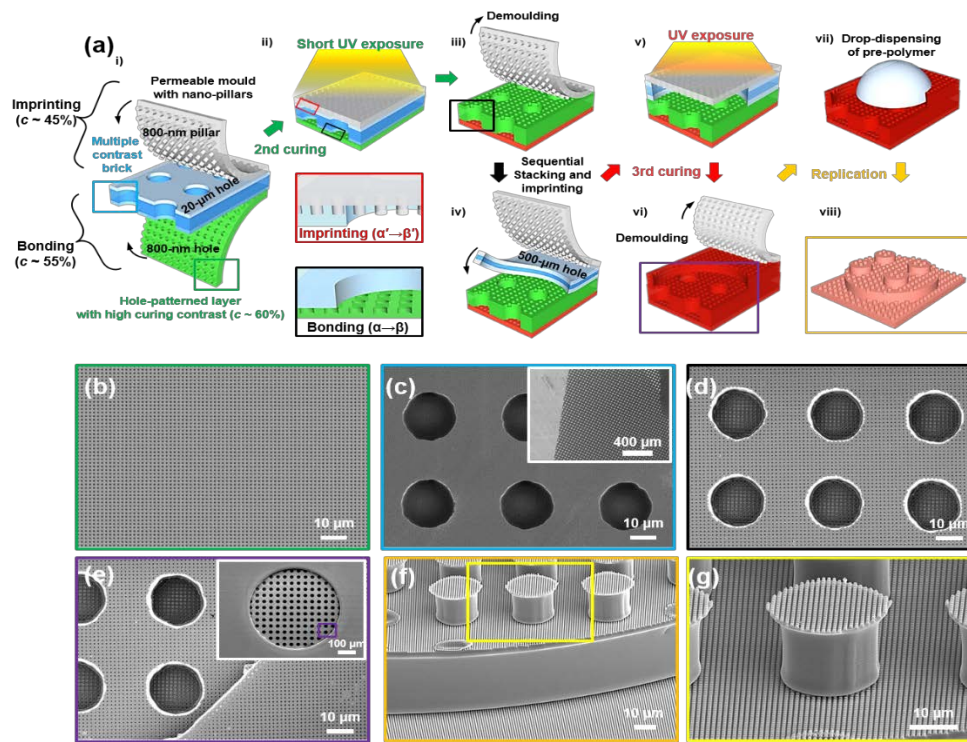 (a)
i)
Imprinting
(c ~ 45%)
Permeable mould
with nano-pillars
800-nm pillar
Multiple
contrast
brick
20-μm hole
Bonding
(c ~ 55%)
800-nm hole
Hole-patterned layer
with high curing contrast (c ~ 60%)
ii)
Short UV exposure
2nd curing
Imprinting (α′→β′)
Bonding (α→β)
iii)
Demoulding
Sequential
Stacking and
imprinting
iv)
500-μm hole
v)
UV exposure
3rd curing
vi)
Demoulding
vii)
Drop-dispensing
of pre-polymer
Replication
viii)
(b)
10 μm
(c)
400 μm
10 μm
(d)
10 μm
(e)
100 μm
10 μm
(f)
10 μm
(g)
10 μm